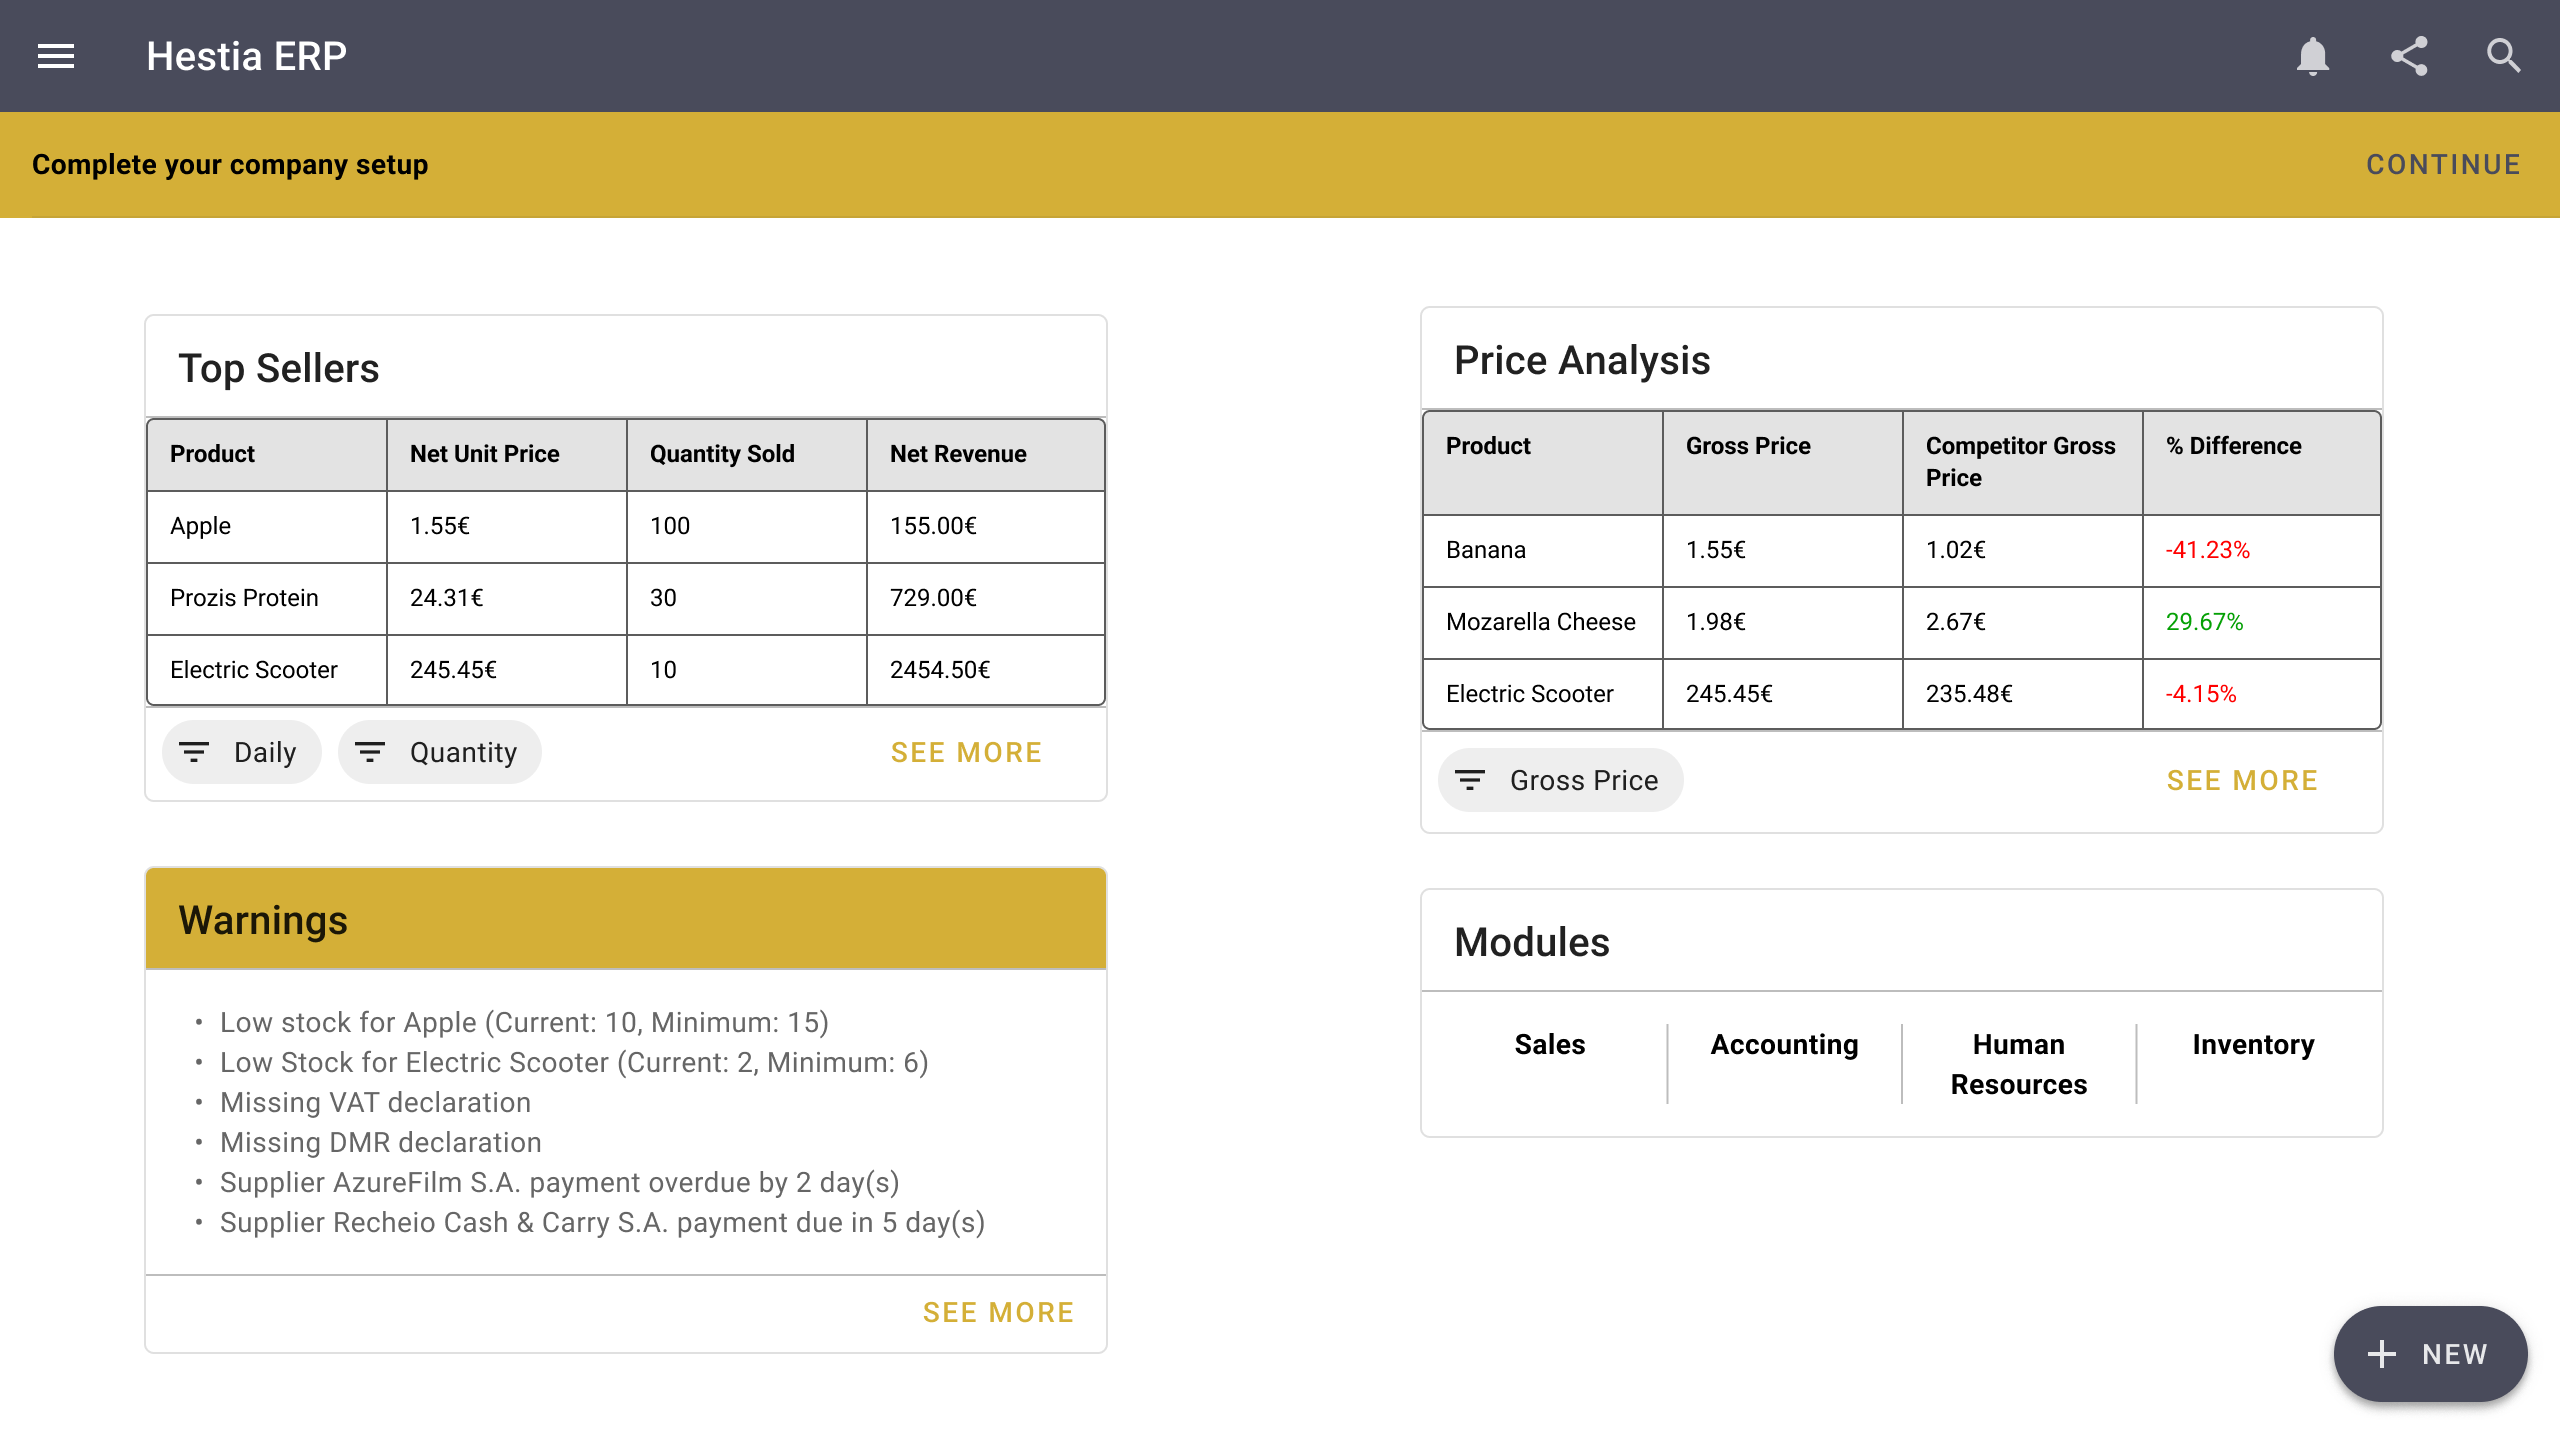 Hestia ERP
Complete your company setup
CONTINUE
Top Sellers
Product Net Unit Price Quantity Sold Net Revenue
Apple 1.55€ 100 155.00€
Prozis Protein 24.31€ 30 729.00€
Electric Scooter 245.45€ 10 2454.50€
Daily Quantity SEE MORE
Price Analysis
Product Gross Price Competitor Gross Price % Difference
Banana 1.55€ 1.02€ -41.23%
Mozarella Cheese 1.98€ 2.67€ 29.67%
Electric Scooter 245.45€ 235.48€ -4.15%
Gross Price SEE MORE
Warnings
• Low stock for Apple (Current: 10, Minimum: 15)
• Low Stock for Electric Scooter (Current: 2, Minimum: 6)
• Missing VAT declaration
• Missing DMR declaration
• Supplier AzureFilm S.A. payment overdue by 2 day(s)
• Supplier Recheio Cash & Carry S.A. payment due in 5 day(s)
SEE MORE
Modules
Sales Accounting Human Resources Inventory
NEW